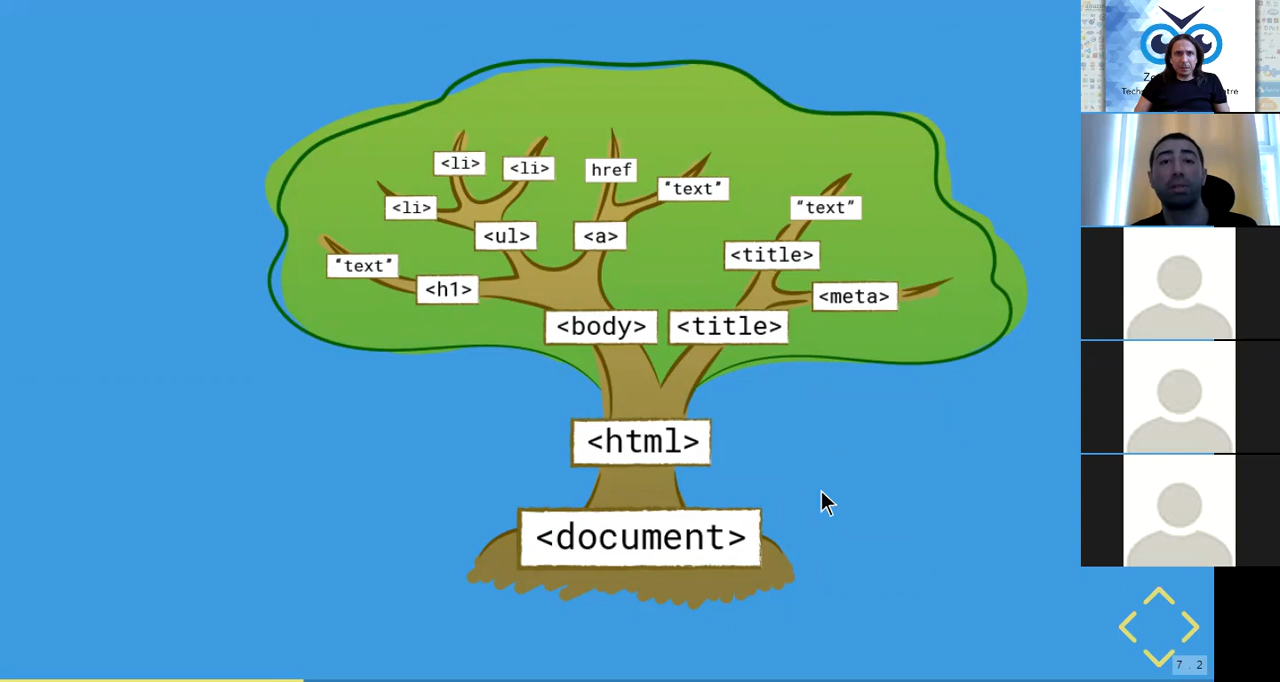 <li>
<li>
href
"text"
<li>
"text"
<ul>
<a>
<title>
"text"
<h1>
<meta>
<body>
<title>
<html>
<document>
7 . 2